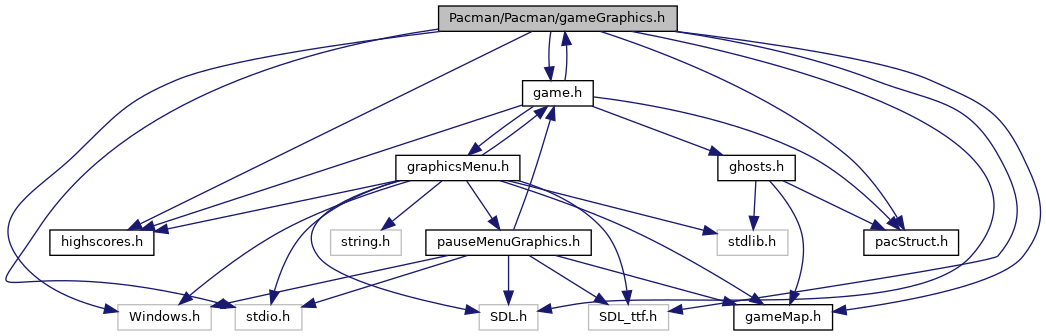 Pacman/Pacman/gameGraphics.h
game.h
graphicsMenu.h
ghosts.h
highscores.h
string.h
pauseMenuGraphics.h
stdlib.h
pacStruct.h
Windows.h
stdio.h
SDL.h
SDL_ttf.h
gameMap.h